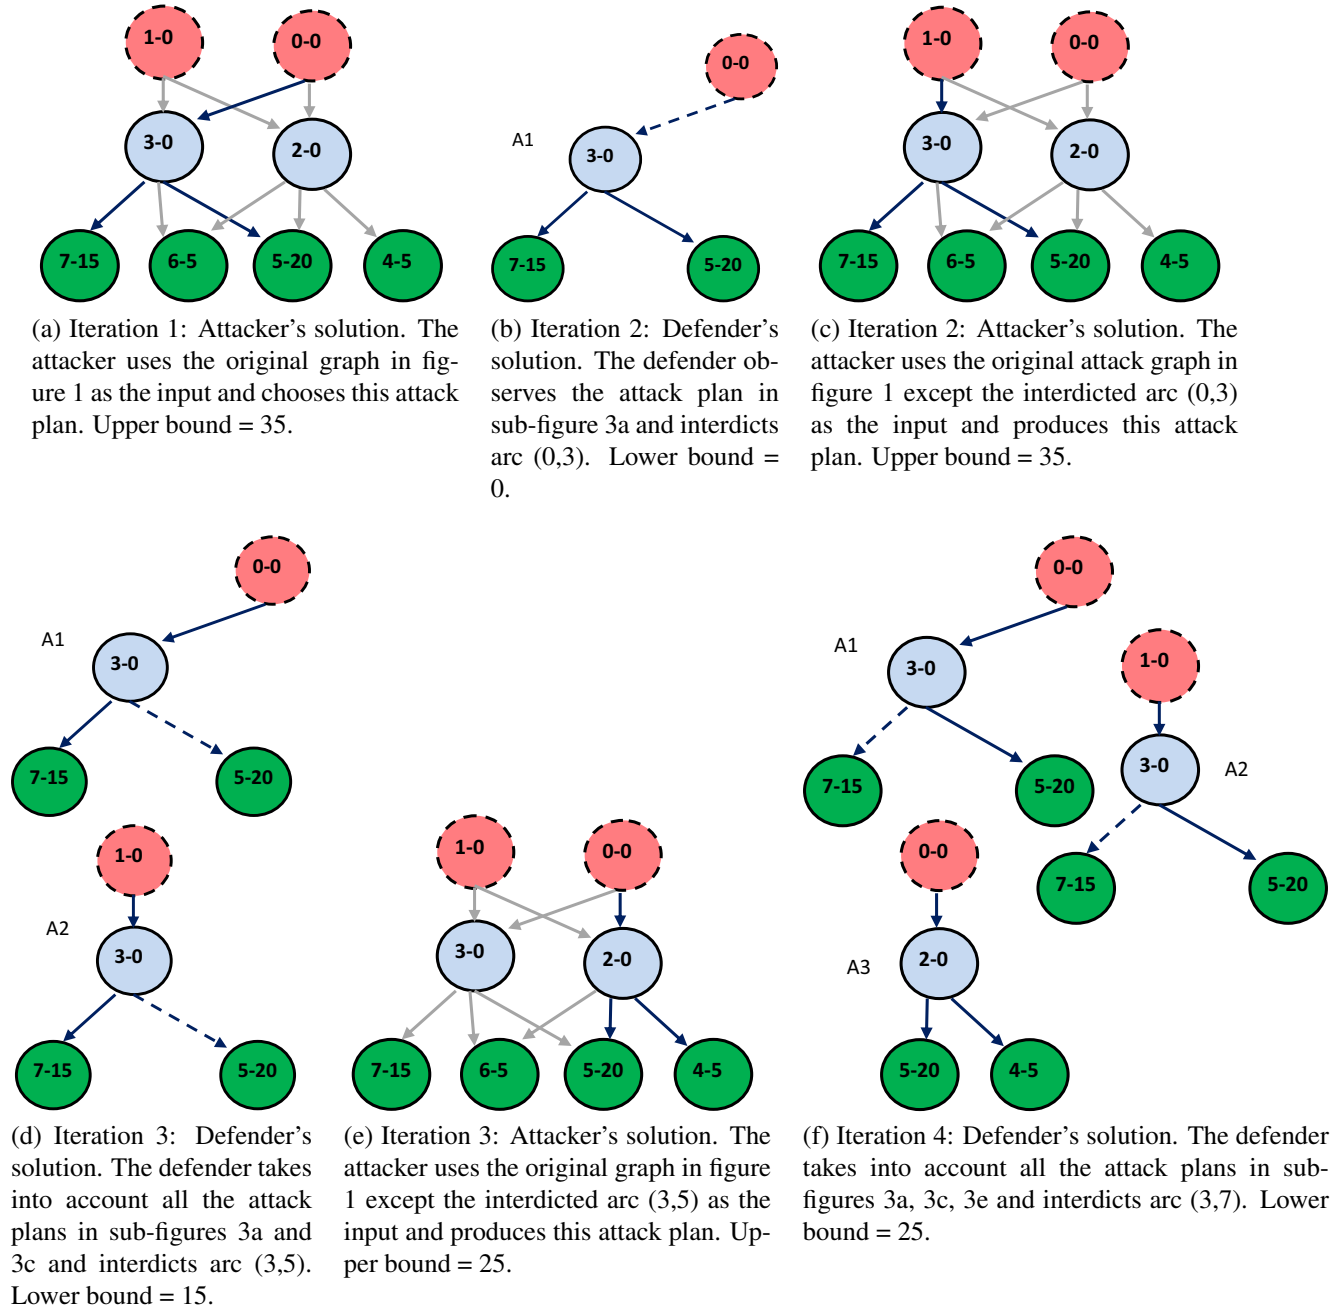 1-0
0-0
3-0
2-0
7-15
6-5
5-20
4-5
(a) Iteration 1: Attacker's solution. The
attacker uses the original graph in fig-
ure 1 as the input and chooses this attack
plan. Upper bound = 35.
0-0
A1
3-0
7-15
5-20
(b) Iteration 2: Defender's
solution. The defender ob-
serves the attack plan in
sub-figure 3a and interdicts
arc (0,3). Lower bound =
0.
1-0
0-0
3-0
2-0
7-15
6-5
5-20
4-5
(c) Iteration 2: Attacker's solution. The
attacker uses the original attack graph in
figure 1 except the interdicted arc (0,3)
as the input and produces this attack
plan. Upper bound = 35.
0-0
A1
3-0
7-15
5-20
1-0
A2
3-0
7-15
5-20
(d) Iteration 3: Defender's
solution. The defender takes
into account all the attack
plans in sub-figures 3a and
3c and interdicts arc (3,5).
Lower bound = 15.
1-0
0-0
3-0
2-0
7-15
6-5
5-20
4-5
(e) Iteration 3: Attacker's solution. The
attacker uses the original graph in figure
1 except the interdicted arc (3,5) as the
input and produces this attack plan. Up-
per bound = 25.
0-0
A1
3-0
7-15
5-20
1-0
3-0
A2
7-15
5-20
0-0
A3
2-0
5-20
4-5
(f) Iteration 4: Defender's solution. The defender
takes into account all the attack plans in sub-
figures 3a, 3c, 3e and interdicts arc (3,7). Lower
bound = 25.